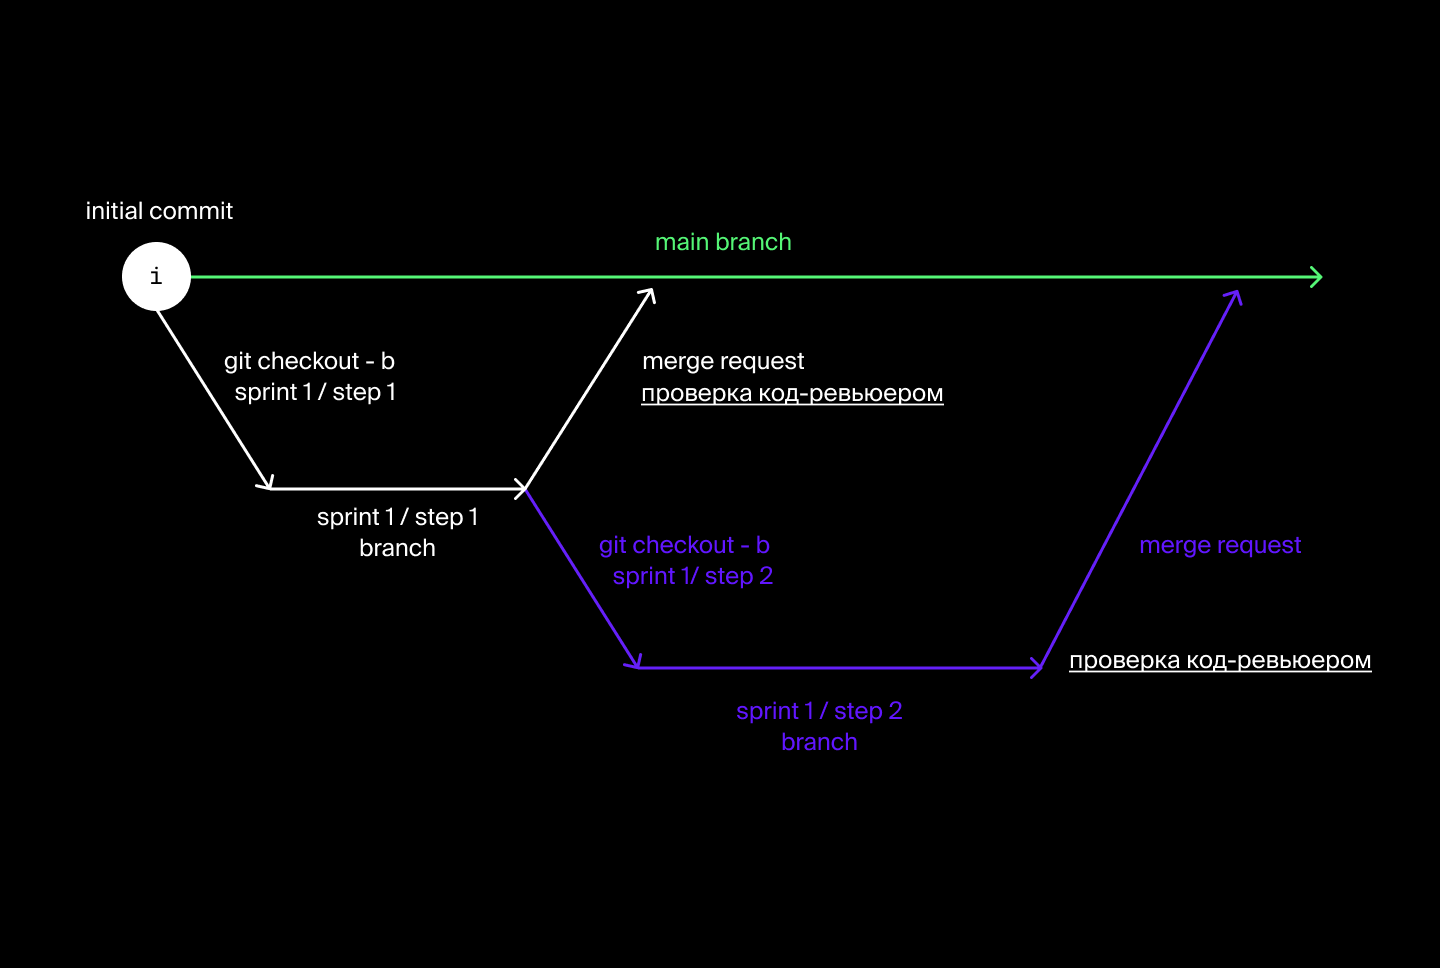 initial commit
main branch
i
git checkout - b
sprint 1 / step 1
merge request
проверка код-ревьюером
sprint 1 / step 1
branch
git checkout - b
sprint 1/ step 2
merge request
проверка код-ревьюером
sprint 1 / step 2
branch